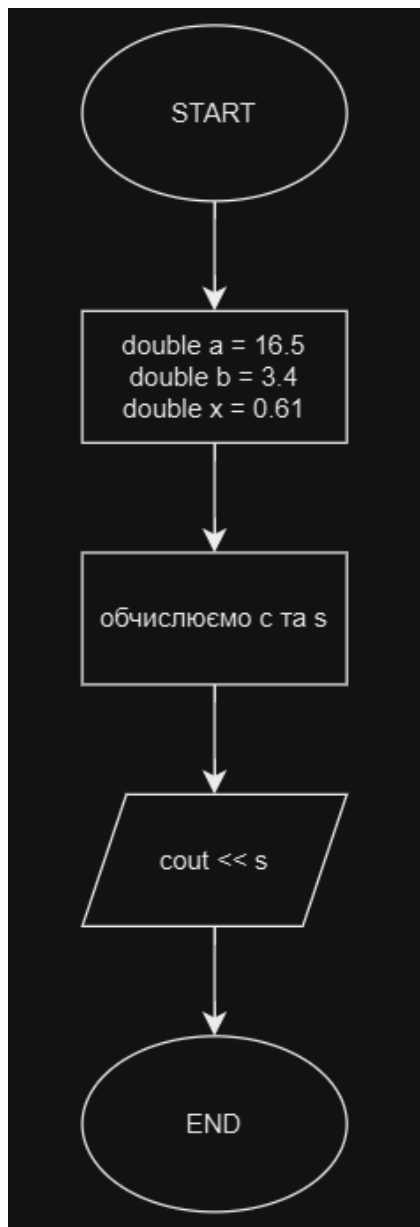 START
double a = 16.5
double b = 3.4
double x = 0.61
обчислюємо c та s
cout << s
END